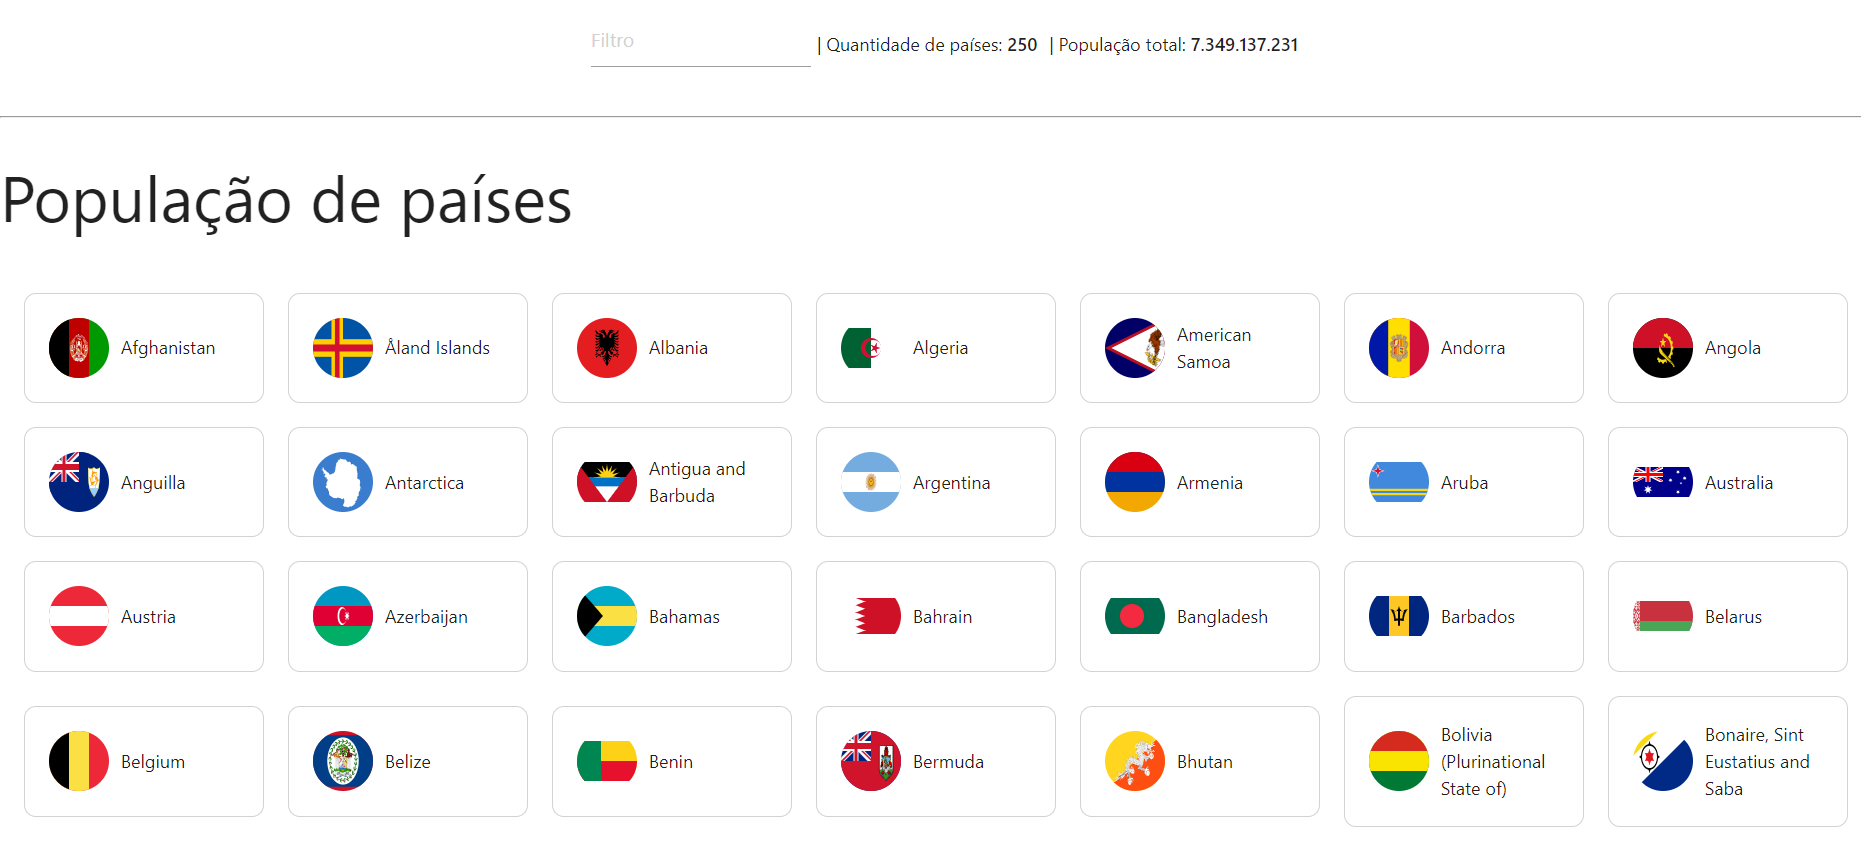 Filtro | Quantidade de países: 250 | População total: 7.349.137.231
População de países
Afghanistan
Åland Islands
Albania
Algeria
American
Samoa
Andorra
Angola
Anguilla
Antarctica
Antigua and
Barbuda
Argentina
Armenia
Aruba
Australia
Austria
Azerbaijan
Bahamas
Bahrain
Bangladesh
Barbados
Belarus
Belgium
Belize
Benin
Bermuda
Bhutan
Bolivia
(Plurinational
State of)
Bonaire, Sint
Eustatius and
Saba